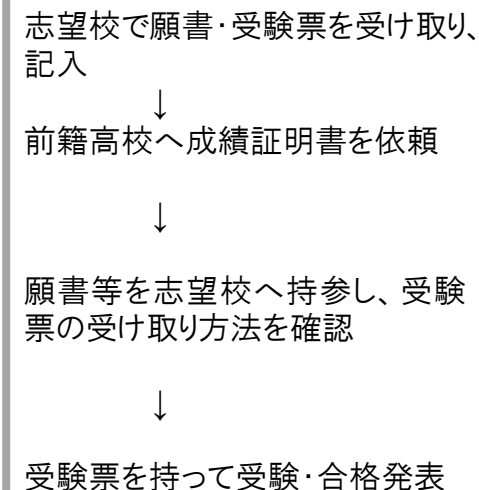 志望校で願書・受験票を受け取り、
記入
↓
前籍高校へ成績証明書を依頼
↓
願書等を志望校へ持参し、受験
票の受け取り方法を確認
↓
受験票を持って受験・合格発表